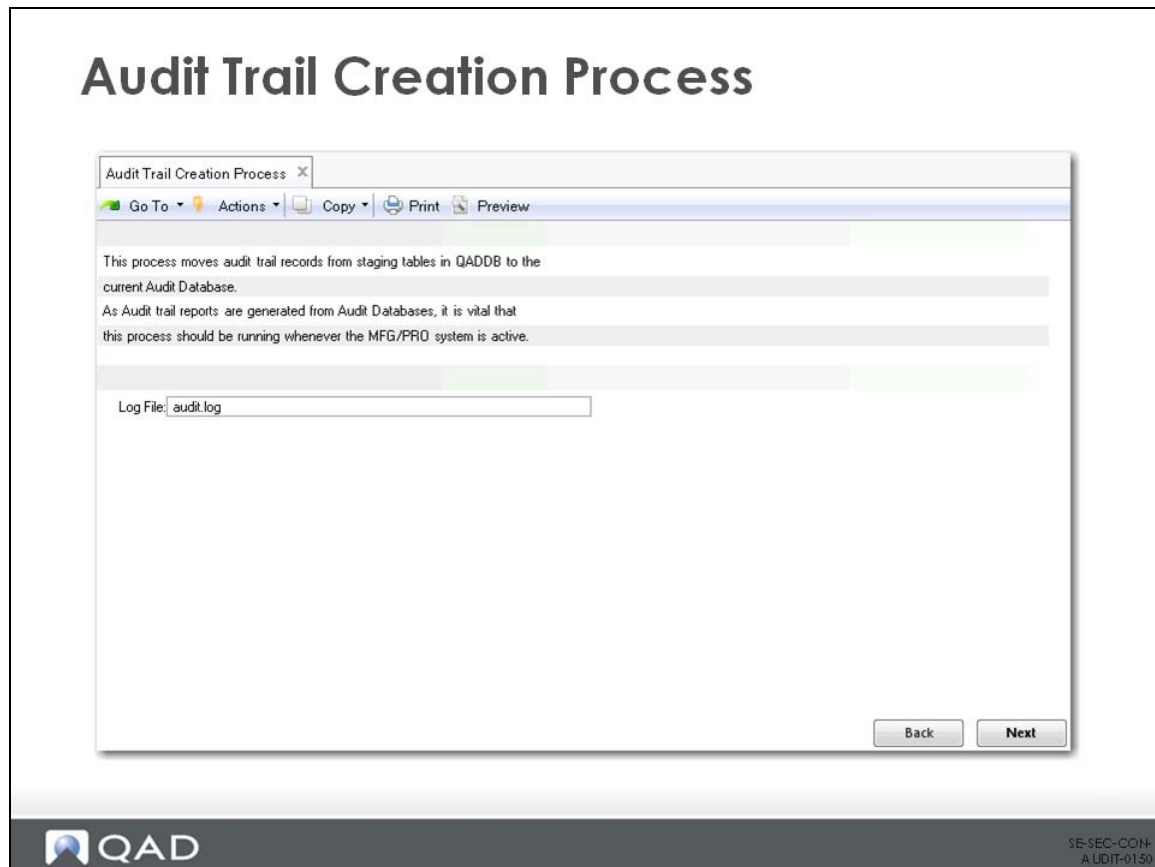 Audit Trail Creation Process
Audit Trail Creation Process
Go To Actions Copy Print Preview
This process moves audit trail records from staging tables in QADDB to the
current Audit Database.
As Audit trail reports are generated from Audit Databases, it is vital that
this process should be running whenever the MFG/PRO system is active.
Log File: audit.log
Back Next
QAD
SE-SEC-CON-
AUDIT-0150